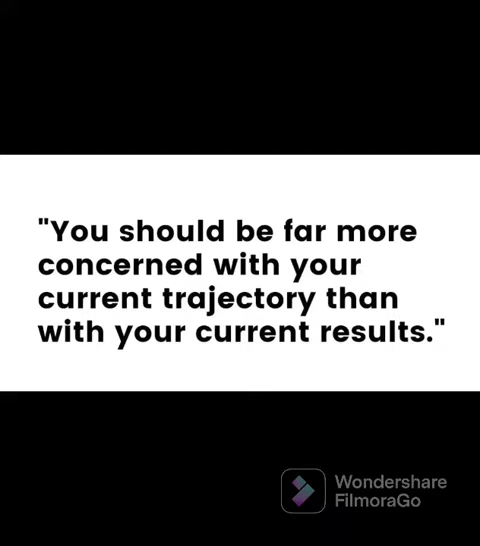 "You should be far more
concerned with your
current trajectory than
with your current results."
Wondershare
FilmoraGo